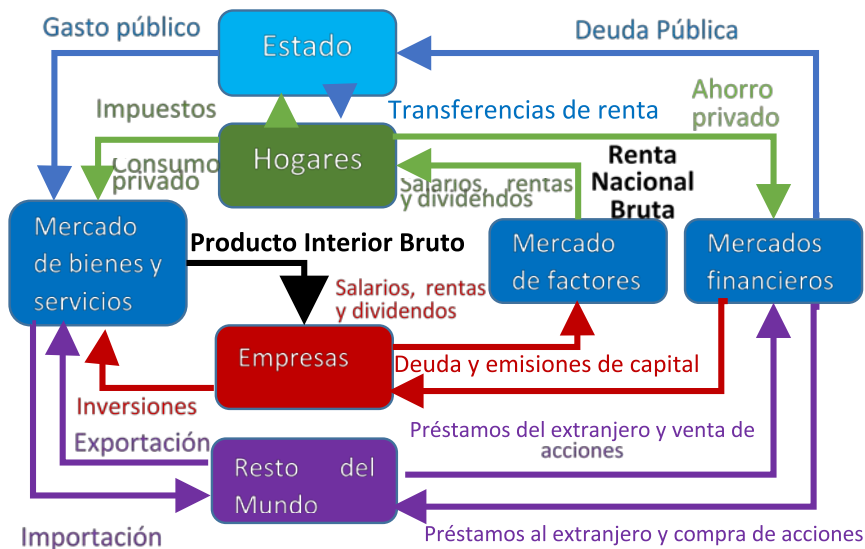 Gasto público
Estado
Deuda Pública
Impuestos
Transferencias de renta
Ahorro
privado
Consumo
privado
Hogares
Salarios, rentas
y dividendos
Renta
Nacional
Bruta
Mercado
de bienes y
servicios
Producto Interior Bruto
Mercado
de factores
Mercados
financieros
Salarios, rentas
y dividendos
Empresas
Deuda y emisiones de capital
Inversiones
Exportación
Préstamos del extranjero y venta de
acciones
Resto del
Mundo
Importación
Préstamos al extranjero y compra de acciones